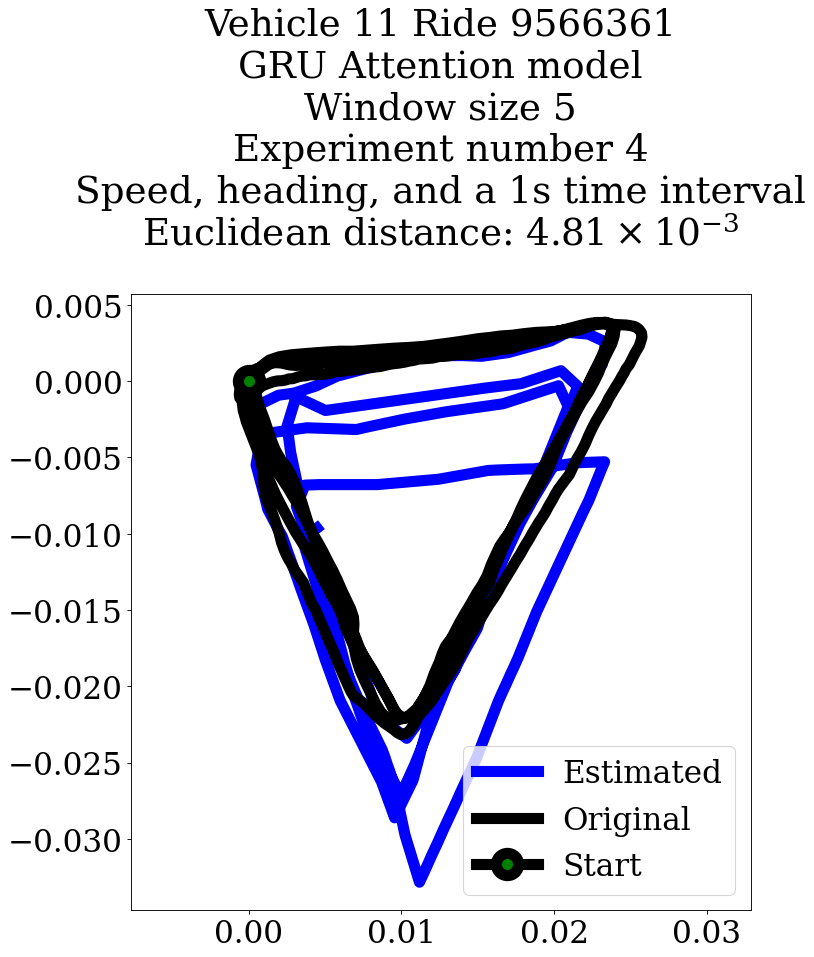 Vehicle 11 Ride 9566361
GRU Attention model
Window size 5
Experiment number 4
Speed, heading, and a 1s time interval
Euclidean distance: 4.81 × 10⁻³
0.005
0.000
−0.005
−0.010
−0.015
−0.020
−0.025
−0.030
Estimated
Original
Start
0.00 0.01 0.02 0.03